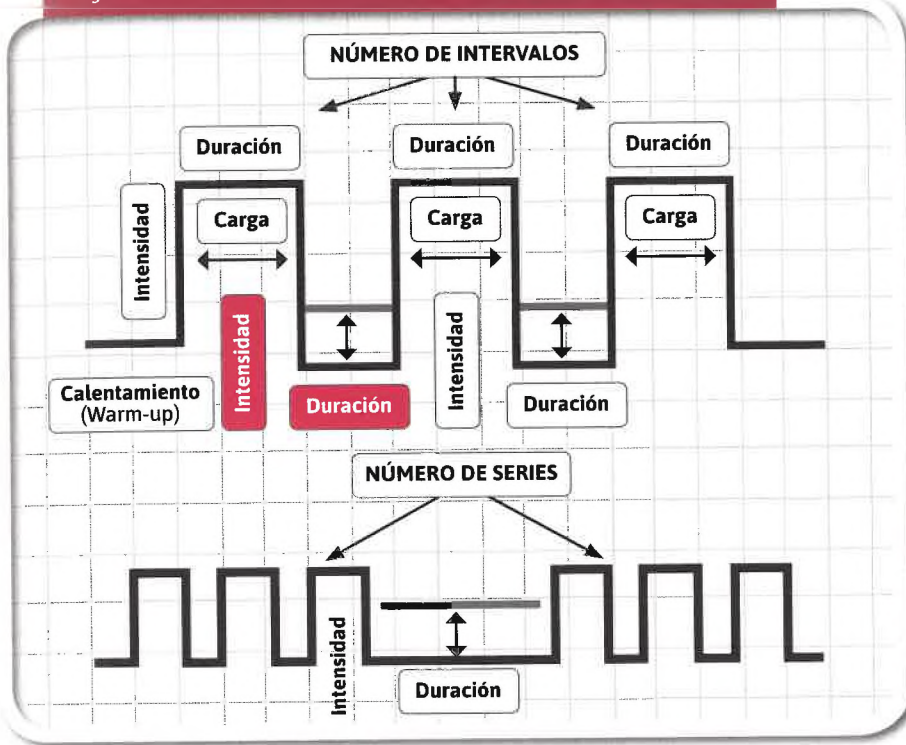 NÚMERO DE INTERVALOS
Duración
Duración
Duración
Intensidad
Carga
Carga
Carga
Intensidad
Intensidad
Calentamiento
(Warm-up)
Duración
Duración
NÚMERO DE SERIES
Intensidad
Duración